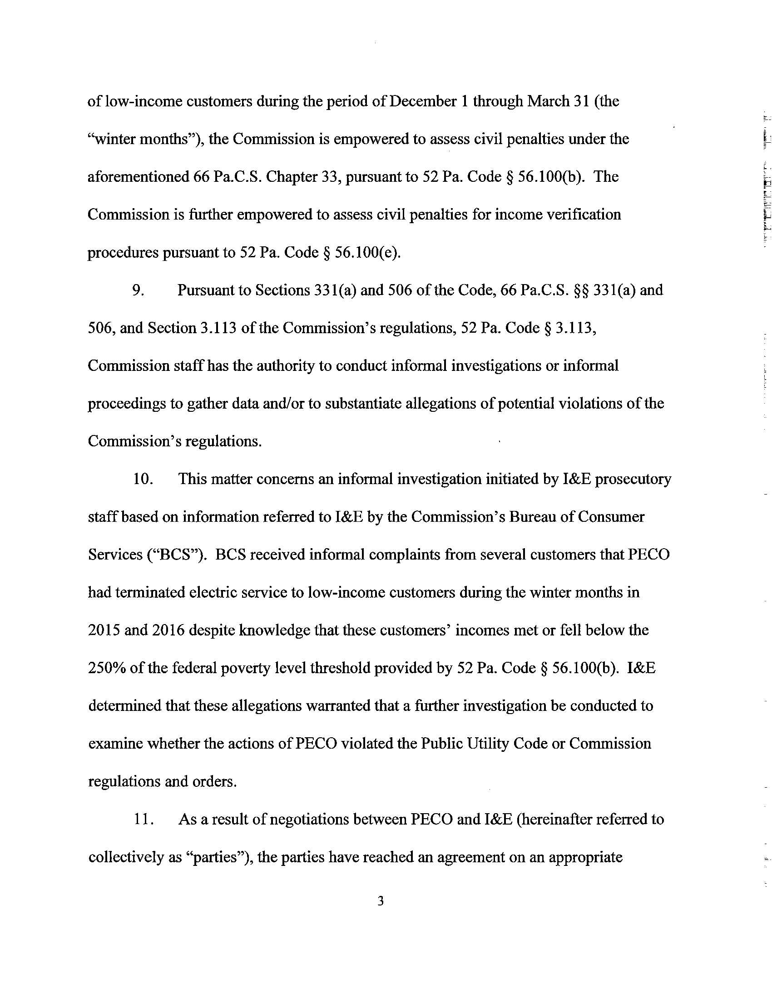 of low-income customers during the period of December 1 through March 31 (the
“winter months”), the Commission is empowered to assess civil penalties under the
aforementioned 66 Pa.C.S. Chapter 33, pursuant to 52 Pa. Code § 56.100(b).  The
Commission is further empowered to assess civil penalties for income verification
procedures pursuant to 52 Pa. Code § 56.100(e).
9. Pursuant to Sections 331(a) and 506 of the Code, 66 Pa.C.S. §§ 331(a) and
506, and Section 3.113 of the Commission’s regulations, 52 Pa. Code § 3.113,
Commission staff has the authority to conduct informal investigations or informal
proceedings to gather data and/or to substantiate allegations of potential violations of the
Commission’s regulations.
10. This matter concerns an informal investigation initiated by I&E prosecutory
staff based on information referred to I&E by the Commission’s Bureau of Consumer
Services (“BCS”).  BCS received informal complaints from several customers that PECO
had terminated electric service to low-income customers during the winter months in
2015 and 2016 despite knowledge that these customers’ incomes met or fell below the
250% of the federal poverty level threshold provided by 52 Pa. Code § 56.100(b).  I&E
determined that these allegations warranted that a further investigation be conducted to
examine whether the actions of PECO violated the Public Utility Code or Commission
regulations and orders.
11. As a result of negotiations between PECO and I&E (hereinafter referred to
collectively as “parties”), the parties have reached an agreement on an appropriate
3